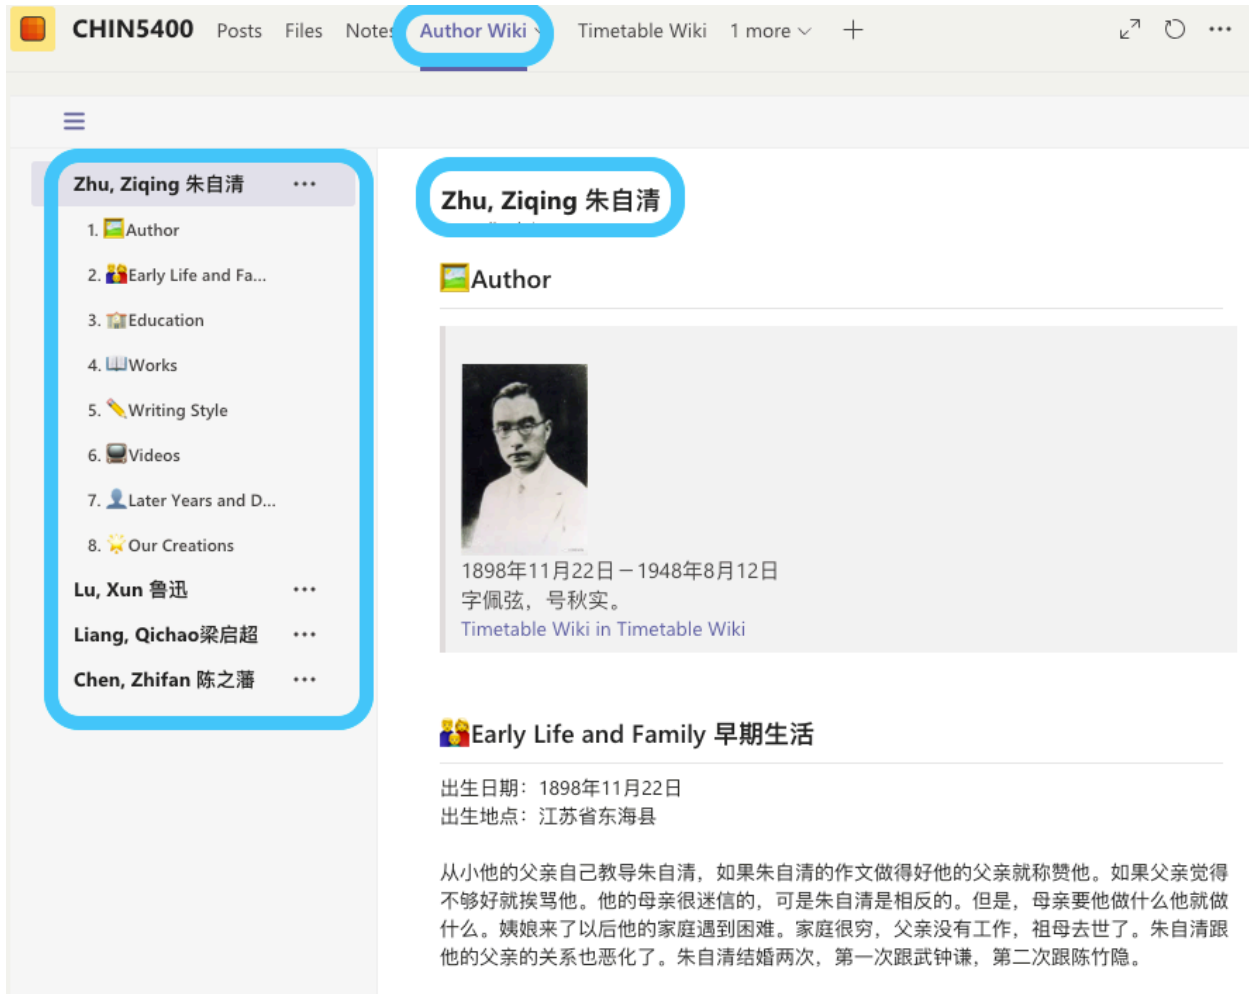 CHIN5400 Posts Files Notes Author Wiki Timetable Wiki 1 more
Zhu, Ziqing 朱自清 ...
1. Author
2. Early Life and Fa...
3. Education
4. Works
5. Writing Style
6. Videos
7. Later Years and D...
8. Our Creations
Lu, Xun 鲁迅 ...
Liang, Qichao梁启超 ...
Chen, Zhifan 陈之藩 ...
Zhu, Ziqing 朱自清
Author
1898年11月22日－1948年8月12日
字佩弦，号秋实。
Timetable Wiki in Timetable Wiki
Early Life and Family 早期生活
出生日期：1898年11月22日
出生地点：江苏省东海县
从小他的父亲自己教导朱自清，如果朱自清的作文做得好他的父亲就称赞他。如果父亲觉得
不够好就挨骂他。他的母亲很迷信的，可是朱自清是相反的。但是，母亲要他做什么他就做
什么。姨娘来了以后他的家庭遇到困难。家庭很穷，父亲没有工作，祖母去世了。朱自清跟
他的父亲的关系也恶化了。朱自清结婚两次，第一次跟武钟谦，第二次跟陈竹隐。